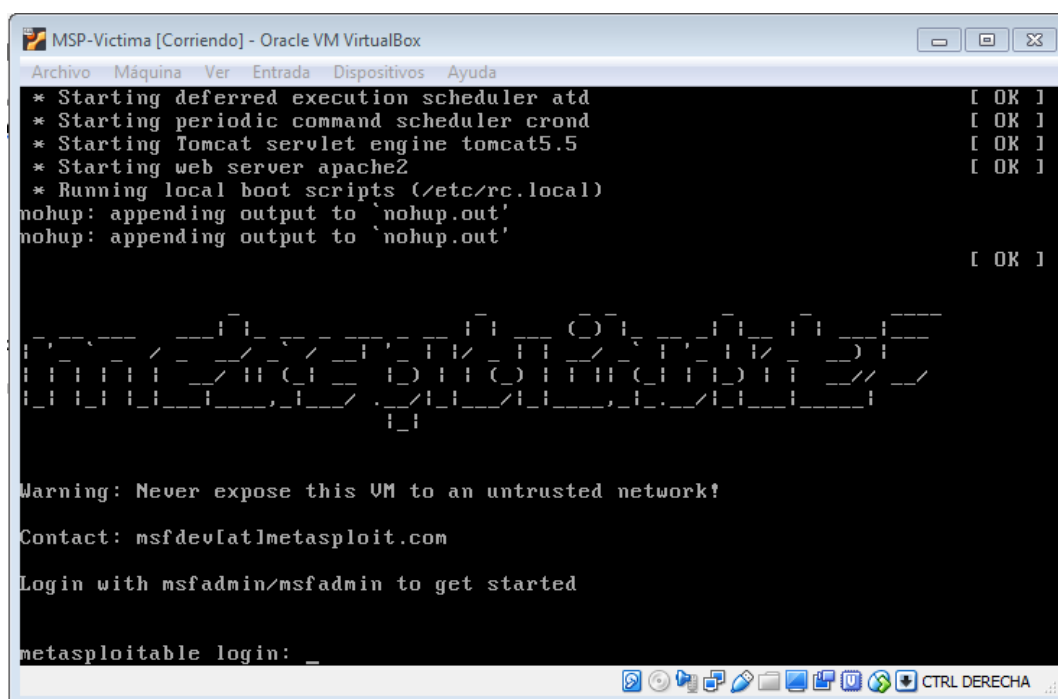 MSP-Victima [Corriendo] - Oracle VM VirtualBox
Archivo Máquina Ver Entrada Dispositivos Ayuda
* Starting deferred execution scheduler atd [ OK ]
* Starting periodic command scheduler crond [ OK ]
* Starting Tomcat servlet engine tomcat5.5 [ OK ]
* Starting web server apache2 [ OK ]
* Running local boot scripts (/etc/rc.local)
nohup: appending output to `nohup.out'
nohup: appending output to `nohup.out'
[ OK ]
metasploitable2
Warning: Never expose this VM to an untrusted network!
Contact: msfdev[at]metasploit.com
Login with msfadmin/msfadmin to get started
metasploitable login: _
CTRL DERECHA